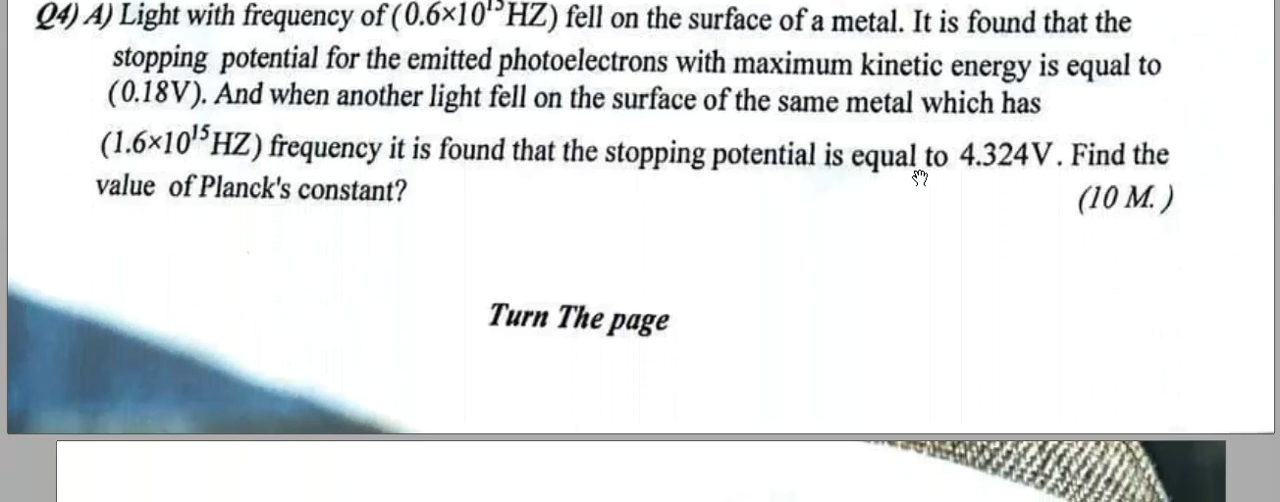 Q4) A) Light with frequency of (0.6×10¹⁵HZ) fell on the surface of a metal. It is found that the
stopping potential for the emitted photoelectrons with maximum kinetic energy is equal to
(0.18V). And when another light fell on the surface of the same metal which has
(1.6×10¹⁵HZ) frequency it is found that the stopping potential is equal to 4.324V. Find the
value of Planck's constant?
(10 M.)
Turn The page